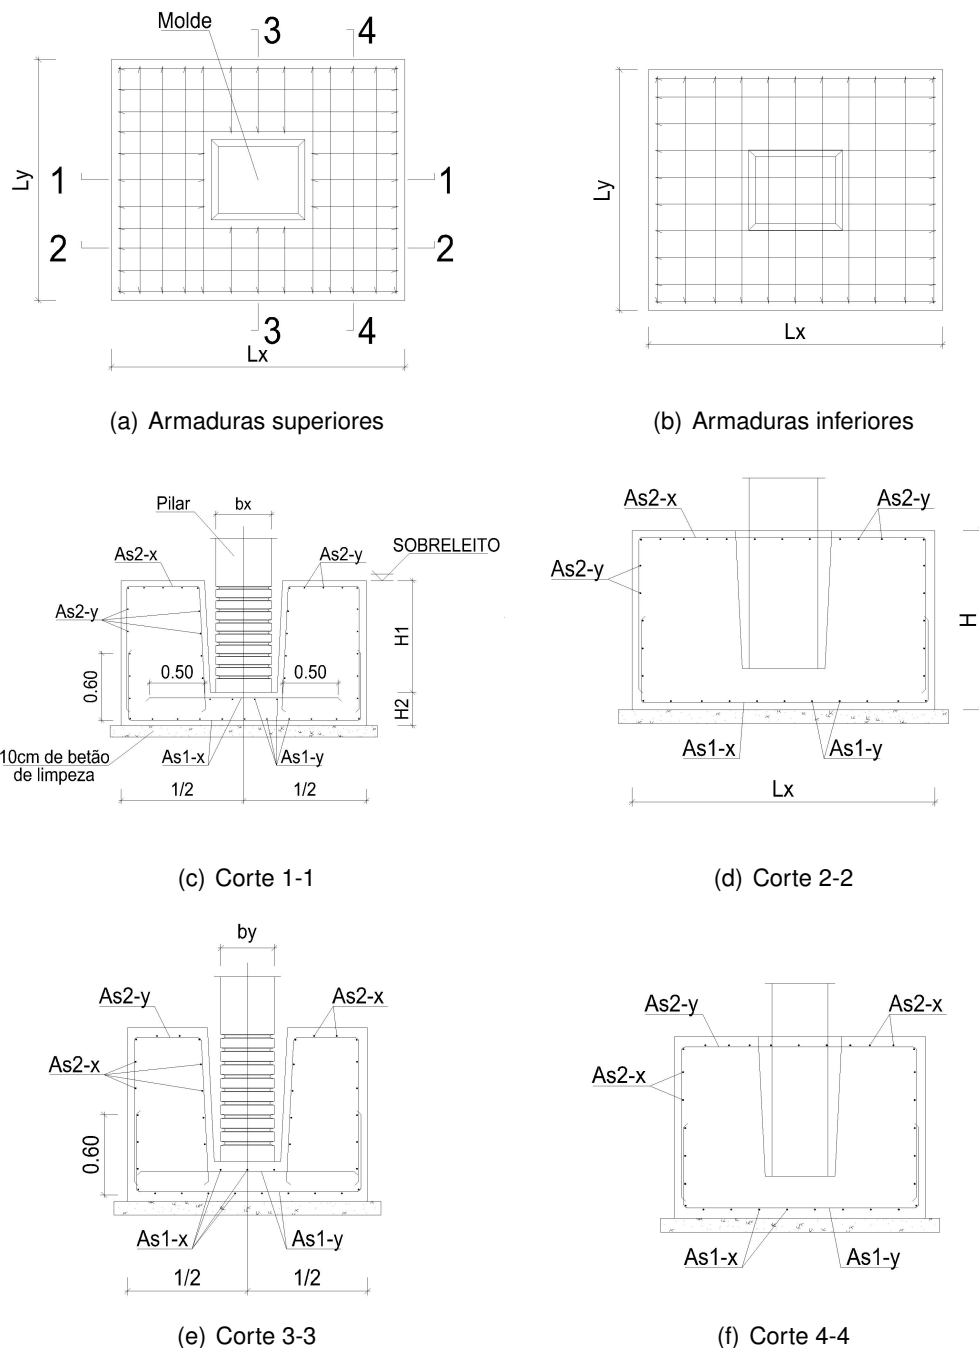 Molde
3
4
Ly
1
1
2
2
3
4
Lx
(a) Armaduras superiores
Ly
Lx
(b) Armaduras inferiores
Pilar
bx
SOBRELEITO
As2-x
As2-y
As2-y
H1
0.50
0.50
0.60
H2
10cm de betão
de limpeza
As1-x
As1-y
1/2
1/2
(c) Corte 1-1
As2-x
As2-y
As2-y
H
As1-x
As1-y
Lx
(d) Corte 2-2
by
As2-y
As2-x
As2-x
0.60
As1-x
As1-y
1/2
1/2
(e) Corte 3-3
As2-y
As2-x
As2-x
As1-x
As1-y
(f) Corte 4-4